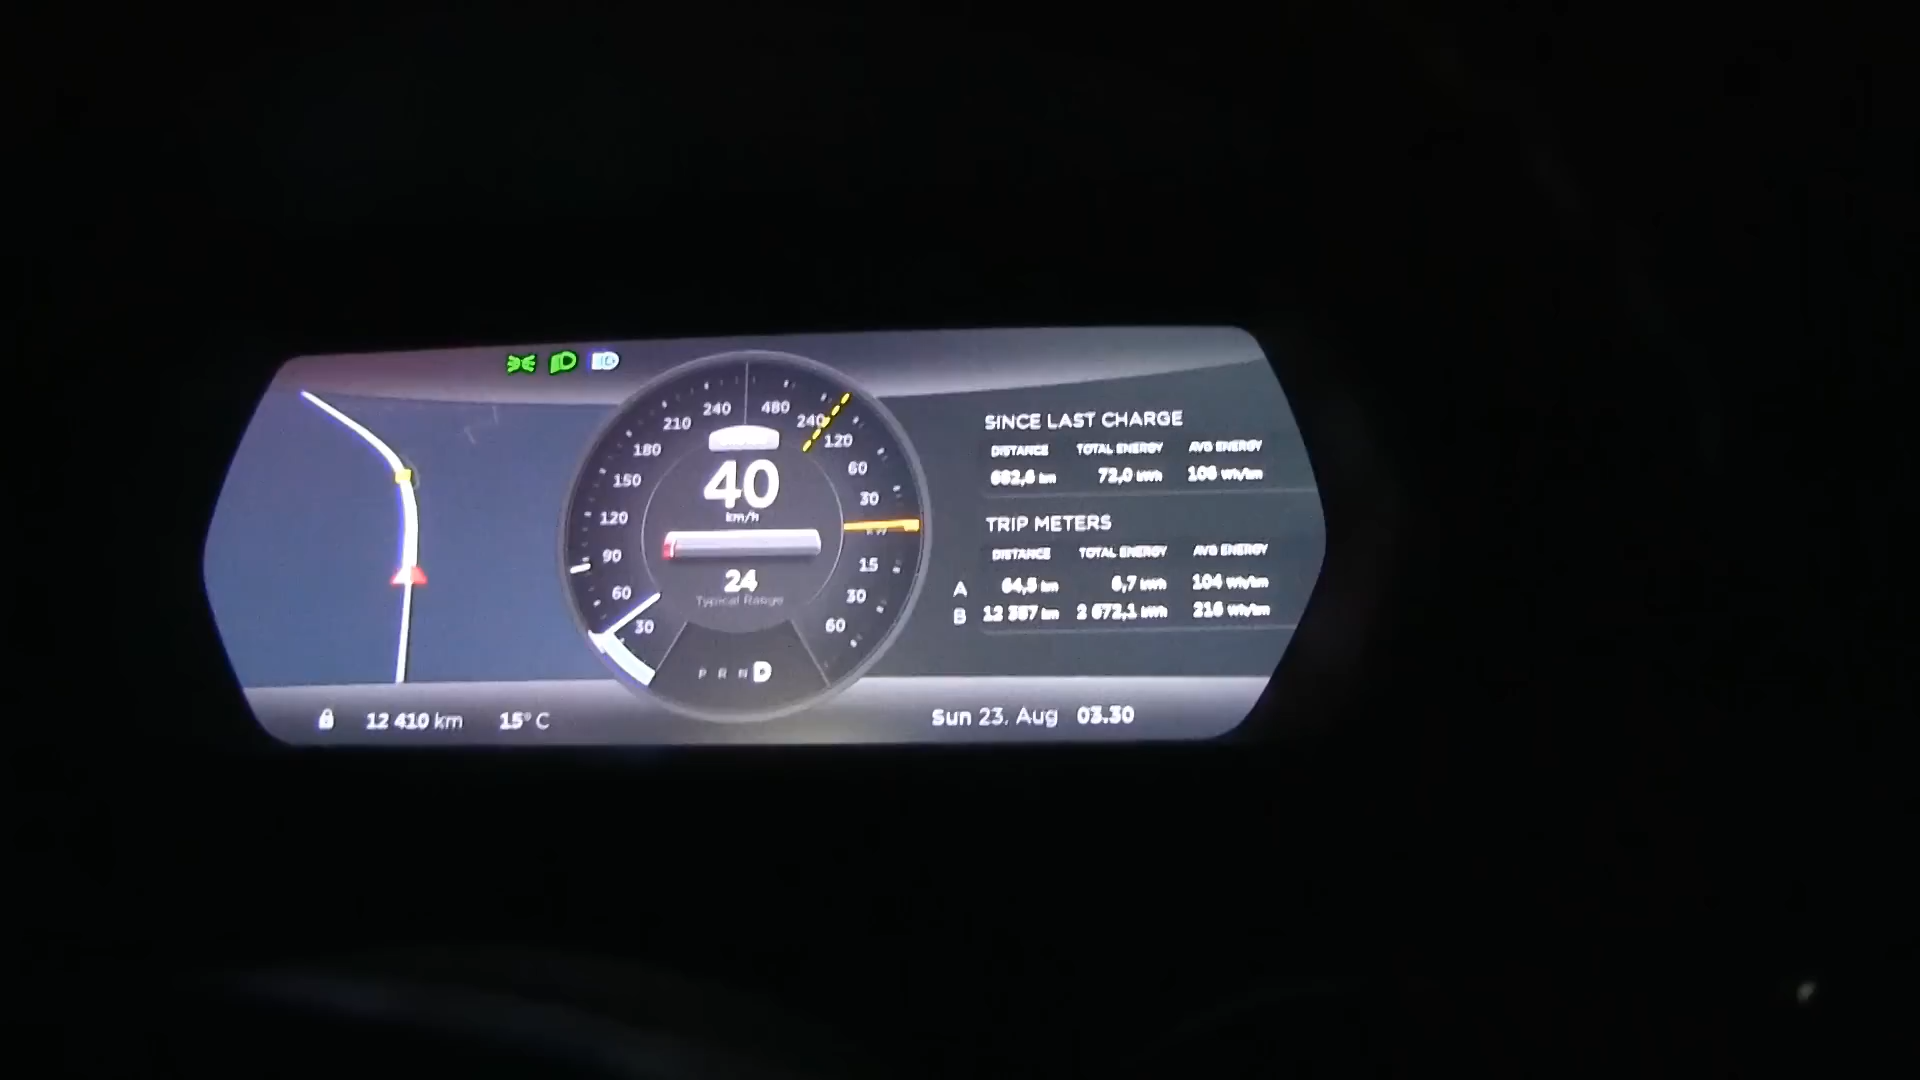 240 480
210 240
180 120
150 60
120 30
90 15
60 30
30 60
40
km/h
24
Typical Range
P R N D
SINCE LAST CHARGE
DISTANCE TOTAL ENERGY AVG ENERGY
682,6 km 72,0 kWh 106 Wh/km
TRIP METERS
DISTANCE TOTAL ENERGY AVG ENERGY
A 64,5 km 6,7 kWh 104 Wh/km
B 12 387 km 2 672,1 kWh 216 Wh/km
12 410 km 15° C Sun 23. Aug 03.30